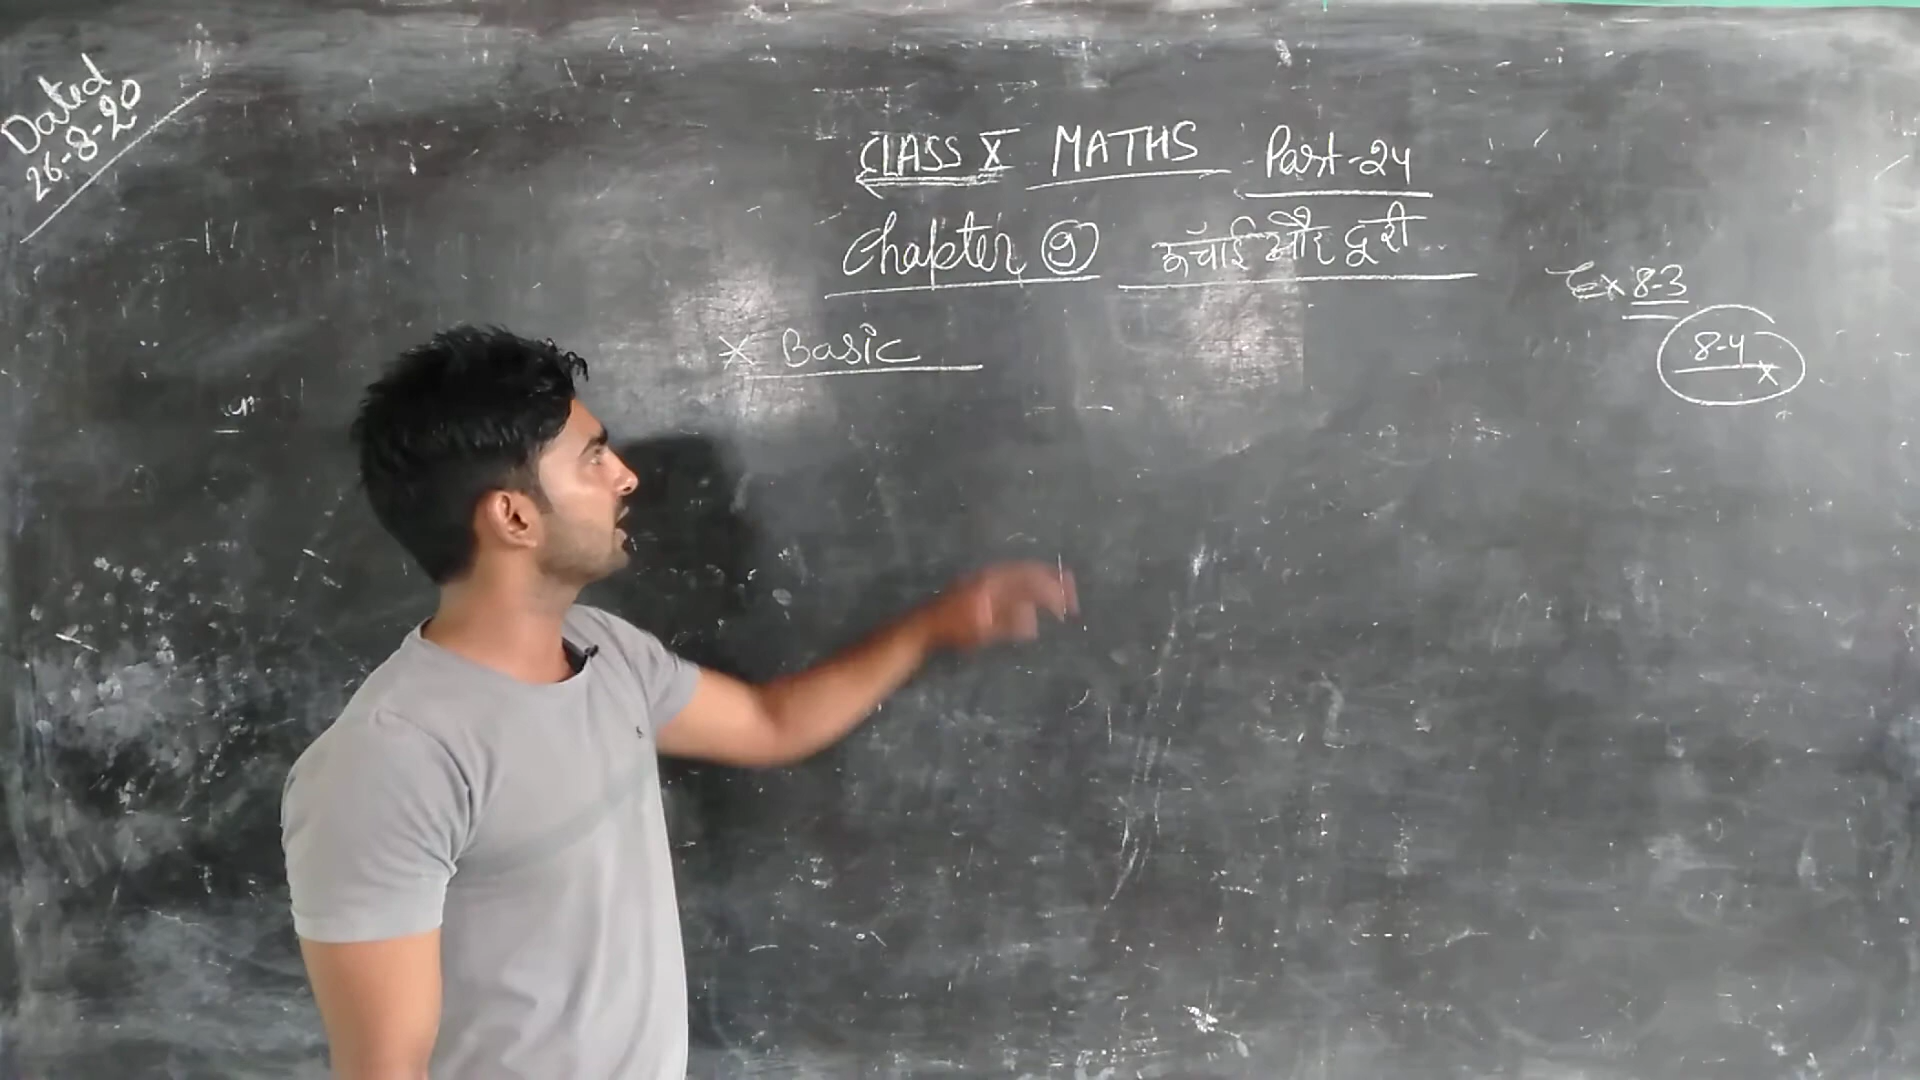 Dated
26-8-20
CLASS X MATHS Part-24
Chapter 9 ऊँचाई और दूरी
Ex 8-3
* Basic
8-4 x